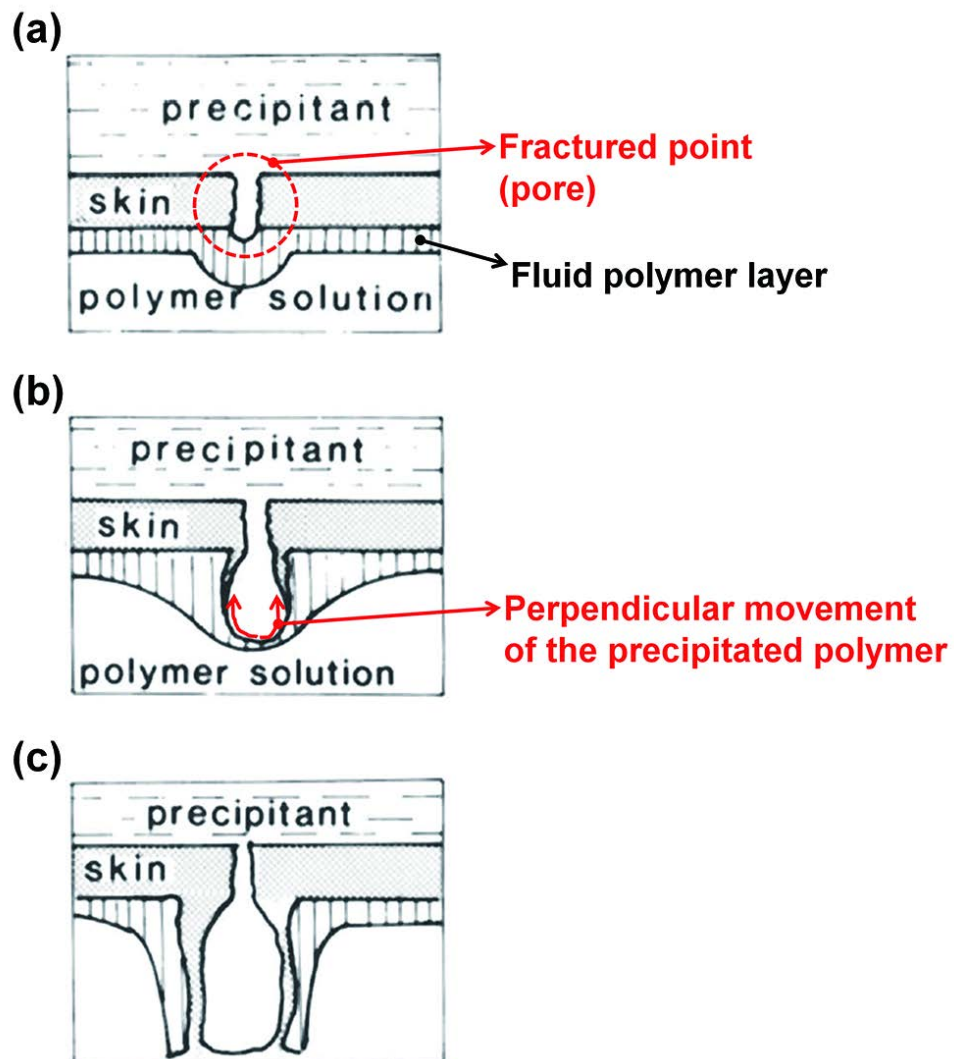 (a)
precipitant
Fractured point
(pore)
skin
Fluid polymer layer
polymer solution
(b)
precipitant
skin
Perpendicular movement
of the precipitated polymer
polymer solution
(c)
precipitant
skin